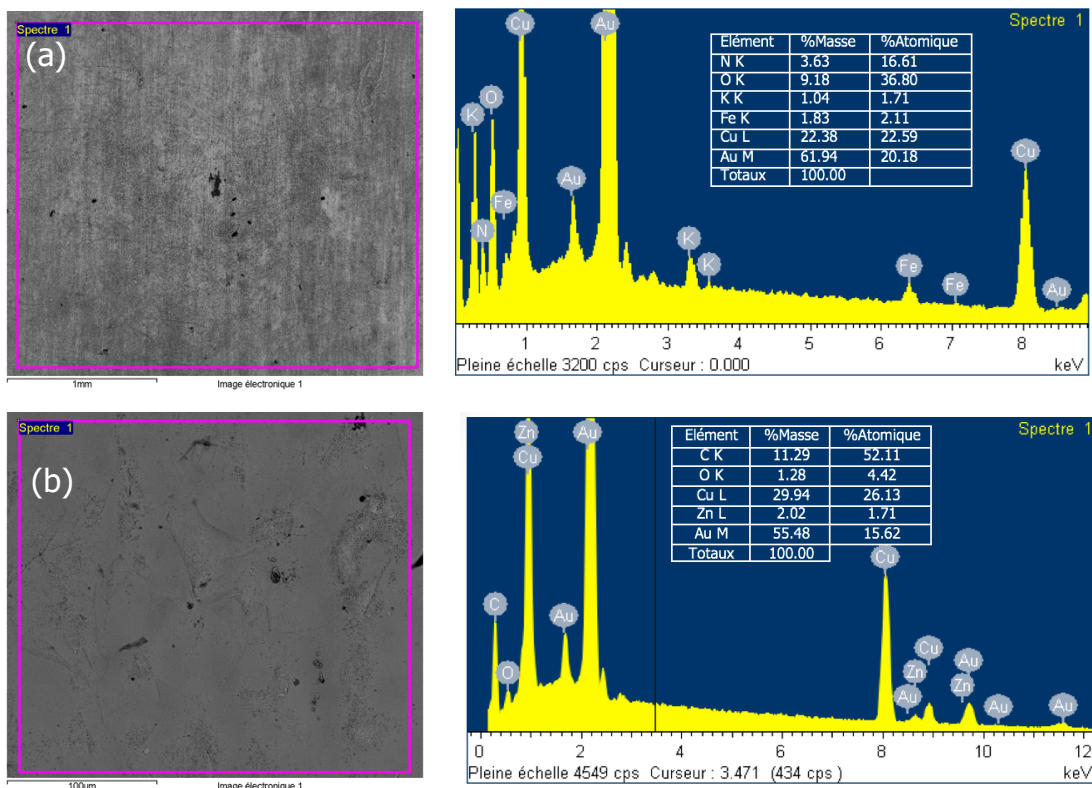 Spectre 1
(a)
1mm
Image électronique 1
Spectre 1
Cu Au
Elément %Masse %Atomique
N K 3.63 16.61
O K 9.18 36.80
K K 1.04 1.71
Fe K 1.83 2.11
Cu L 22.38 22.59
Au M 61.94 20.18
Totaux 100.00
K O N Fe Au K K Fe Fe Cu Au
1 2 3 4 5 6 7 8
Pleine échelle 3200 cps Curseur : 0.000
keV
Spectre 1
(b)
100µm
Image électronique 1
Spectre 1
Zn
Cu
Au
Elément %Masse %Atomique
C K 11.29 52.11
O K 1.28 4.42
Cu L 29.94 26.13
Zn L 2.02 1.71
Au M 55.48 15.62
Totaux 100.00
C O Au Cu Au Zn Cu Zn Au Au Au
0 2 4 6 8 10 12
Pleine échelle 4549 cps Curseur : 3.471 (434 cps )
keV